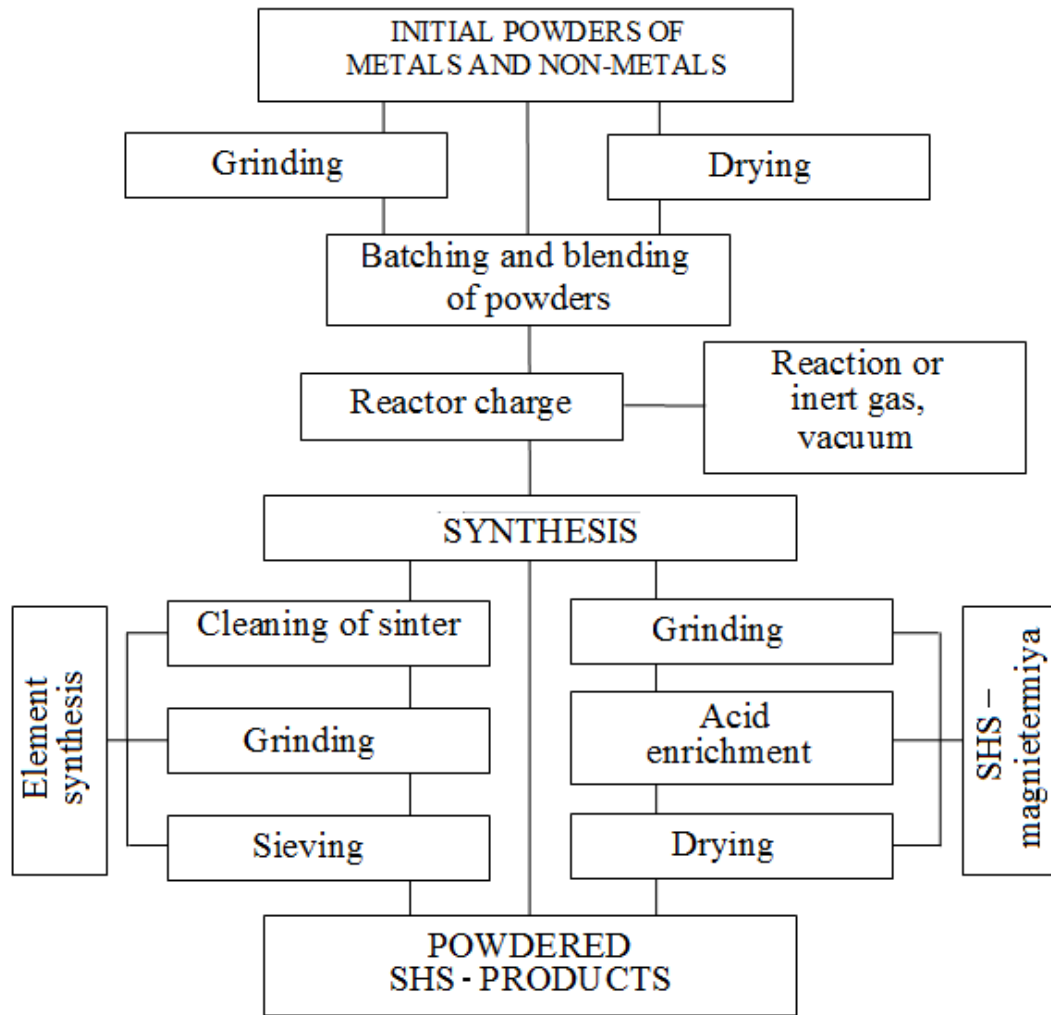 INITIAL POWDERS OF
METALS AND NON-METALS
Grinding
Drying
Batching and blending
of powders
Reactor charge
Reaction or
inert gas,
vacuum
SYNTHESIS
Element
synthesis
Cleaning of sinter
Grinding
Sieving
Grinding
Acid
enrichment
Drying
SHS –
magnietermiya
POWDERED
SHS - PRODUCTS